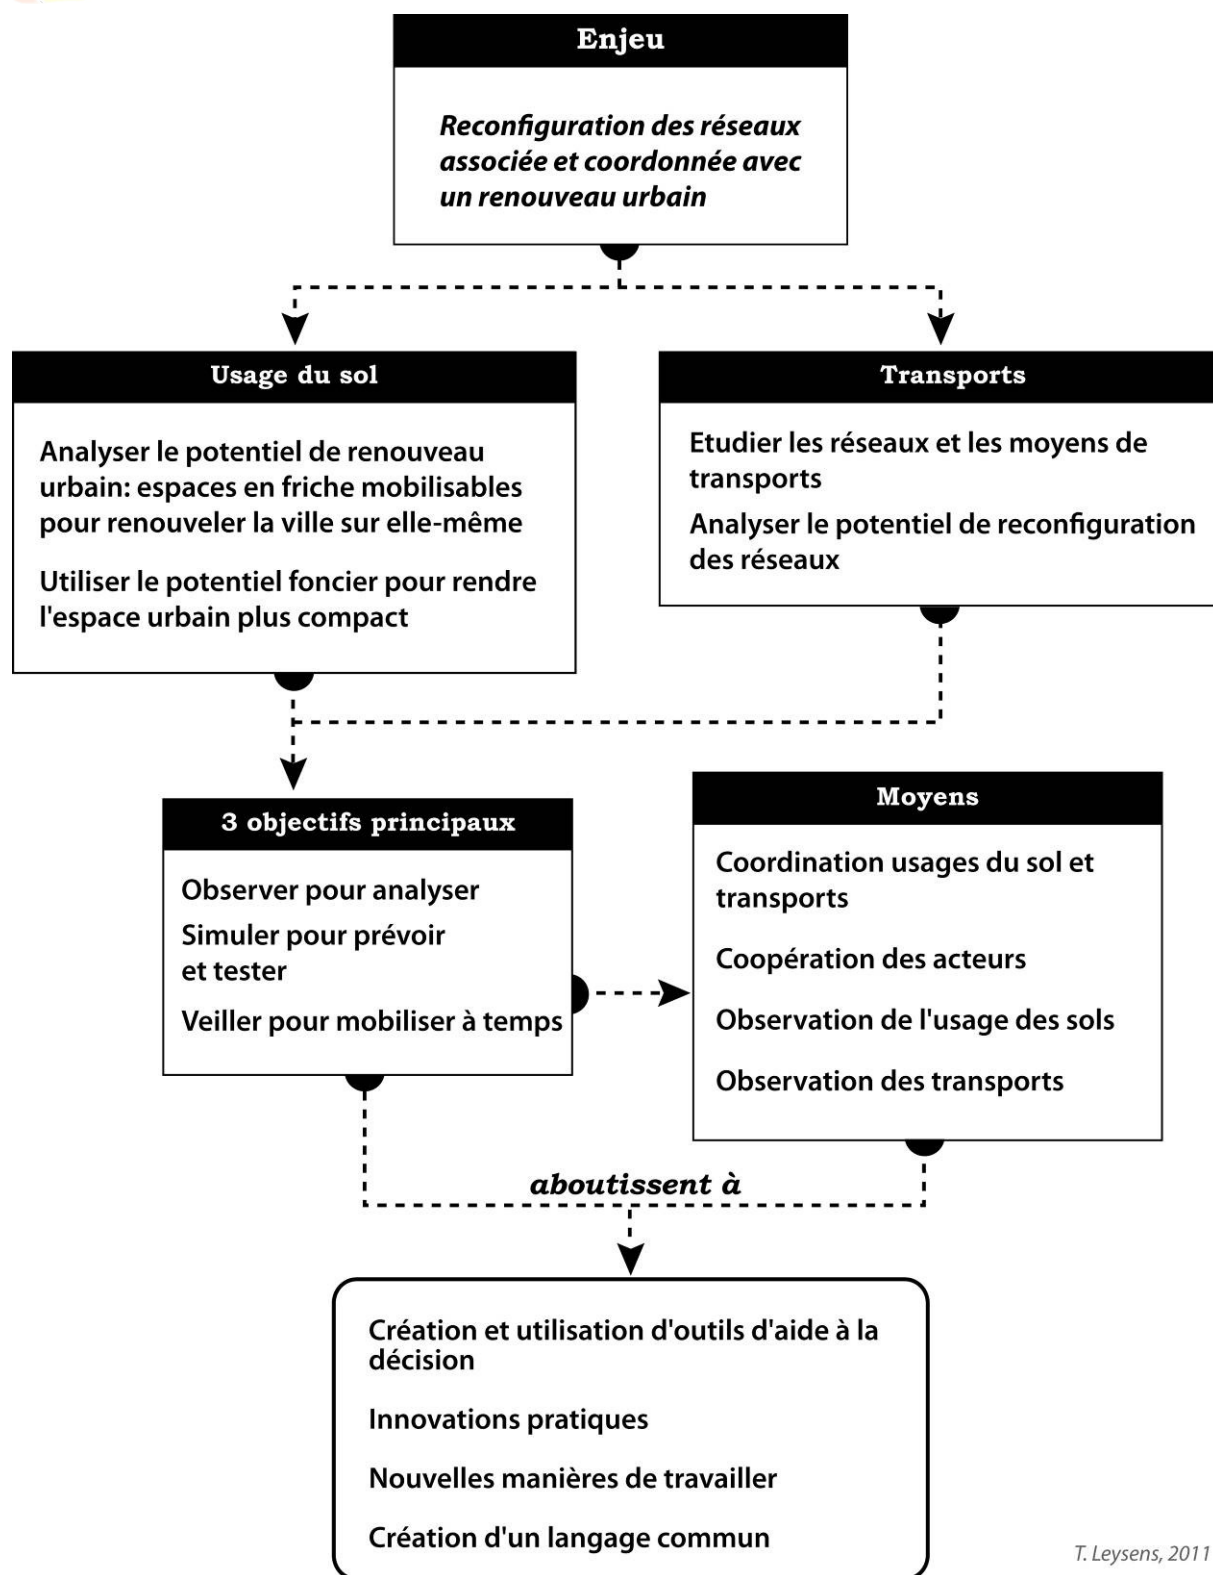 Enjeu
Reconfiguration des réseaux
associée et coordonnée avec
un renouveau urbain
Usage du sol
Analyser le potentiel de renouveau
urbain: espaces en friche mobilisables
pour renouveler la ville sur elle-même
Utiliser le potentiel foncier pour rendre
l'espace urbain plus compact
Transports
Etudier les réseaux et les moyens de
transports
Analyser le potentiel de reconfiguration
des réseaux
3 objectifs principaux
Observer pour analyser
Simuler pour prévoir
et tester
Veiller pour mobiliser à temps
Moyens
Coordination usages du sol et
transports
Coopération des acteurs
Observation de l'usage des sols
Observation des transports
aboutissent à
Création et utilisation d'outils d'aide à la
décision
Innovations pratiques
Nouvelles manières de travailler
Création d'un langage commun
T. Leysens, 2011